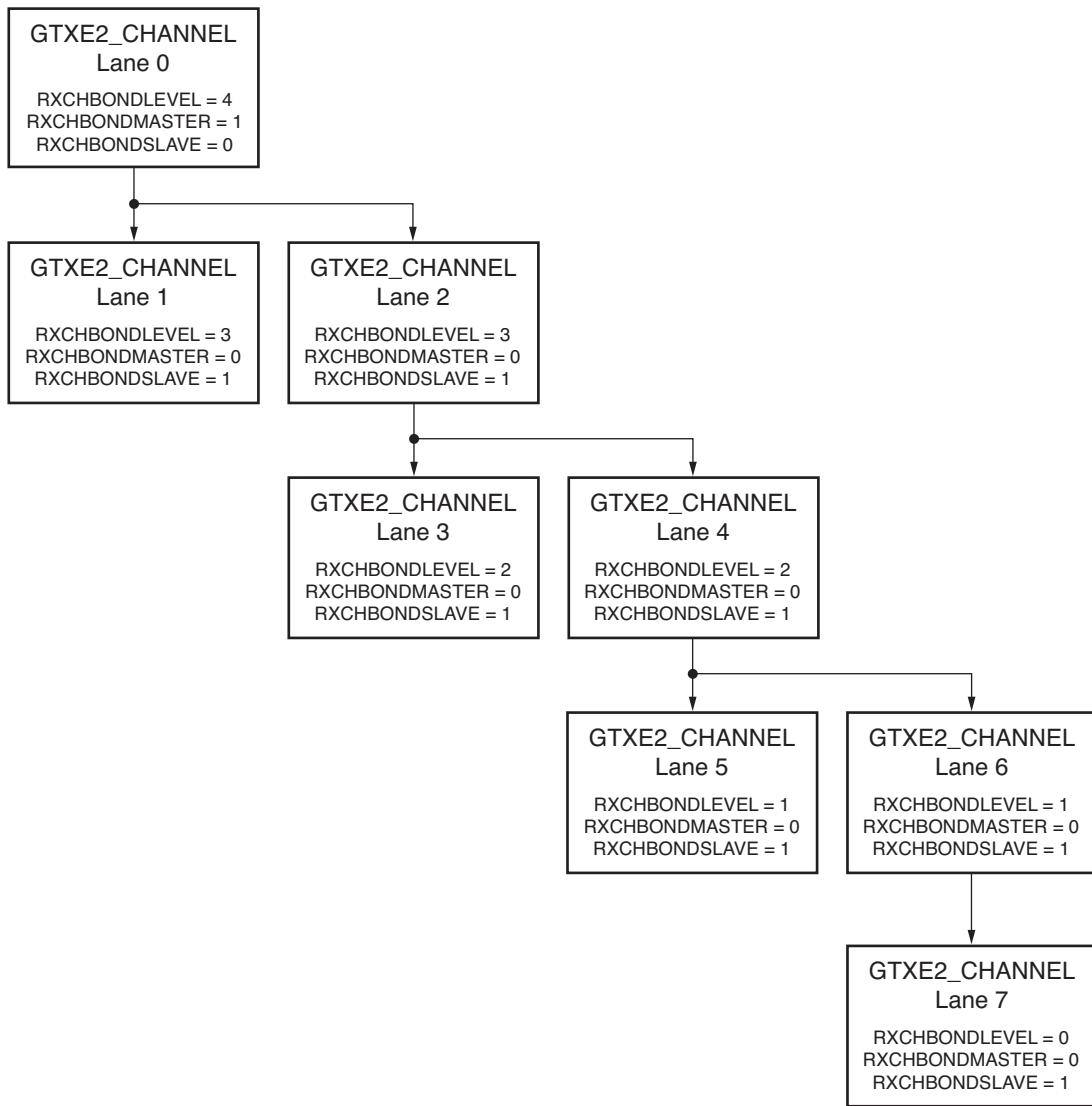 GTXE2_CHANNEL
Lane 0
RXCHBONDLEVEL = 4
RXCHBONDMASTER = 1
RXCHBONDSLAVE = 0
GTXE2_CHANNEL
Lane 1
RXCHBONDLEVEL = 3
RXCHBONDMASTER = 0
RXCHBONDSLAVE = 1
GTXE2_CHANNEL
Lane 2
RXCHBONDLEVEL = 3
RXCHBONDMASTER = 0
RXCHBONDSLAVE = 1
GTXE2_CHANNEL
Lane 3
RXCHBONDLEVEL = 2
RXCHBONDMASTER = 0
RXCHBONDSLAVE = 1
GTXE2_CHANNEL
Lane 4
RXCHBONDLEVEL = 2
RXCHBONDMASTER = 0
RXCHBONDSLAVE = 1
GTXE2_CHANNEL
Lane 5
RXCHBONDLEVEL = 1
RXCHBONDMASTER = 0
RXCHBONDSLAVE = 1
GTXE2_CHANNEL
Lane 6
RXCHBONDLEVEL = 1
RXCHBONDMASTER = 0
RXCHBONDSLAVE = 1
GTXE2_CHANNEL
Lane 7
RXCHBONDLEVEL = 0
RXCHBONDMASTER = 0
RXCHBONDSLAVE = 1